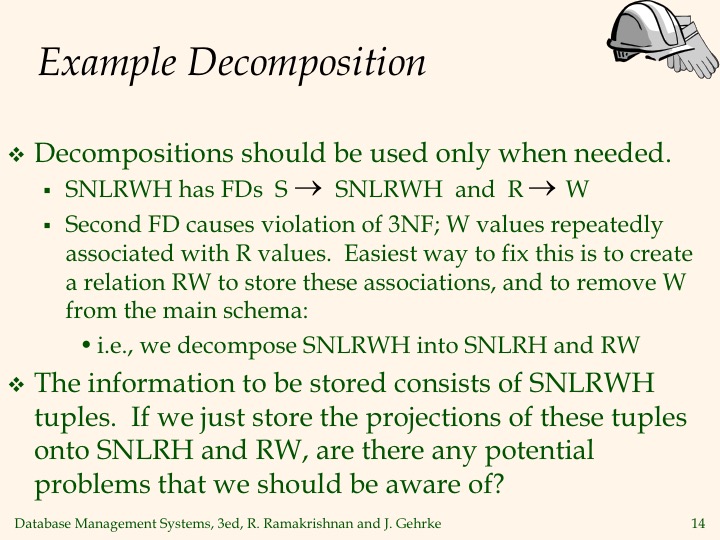 Example Decomposition
❖ Decompositions should be used only when needed.
▪ SNLRWH has FDs S → SNLRWH and R → W
▪ Second FD causes violation of 3NF; W values repeatedly
associated with R values. Easiest way to fix this is to create
a relation RW to store these associations, and to remove W
from the main schema:
• i.e., we decompose SNLRWH into SNLRH and RW
❖ The information to be stored consists of SNLRWH
tuples. If we just store the projections of these tuples
onto SNLRH and RW, are there any potential
problems that we should be aware of?
Database Management Systems, 3ed, R. Ramakrishnan and J. Gehrke 14